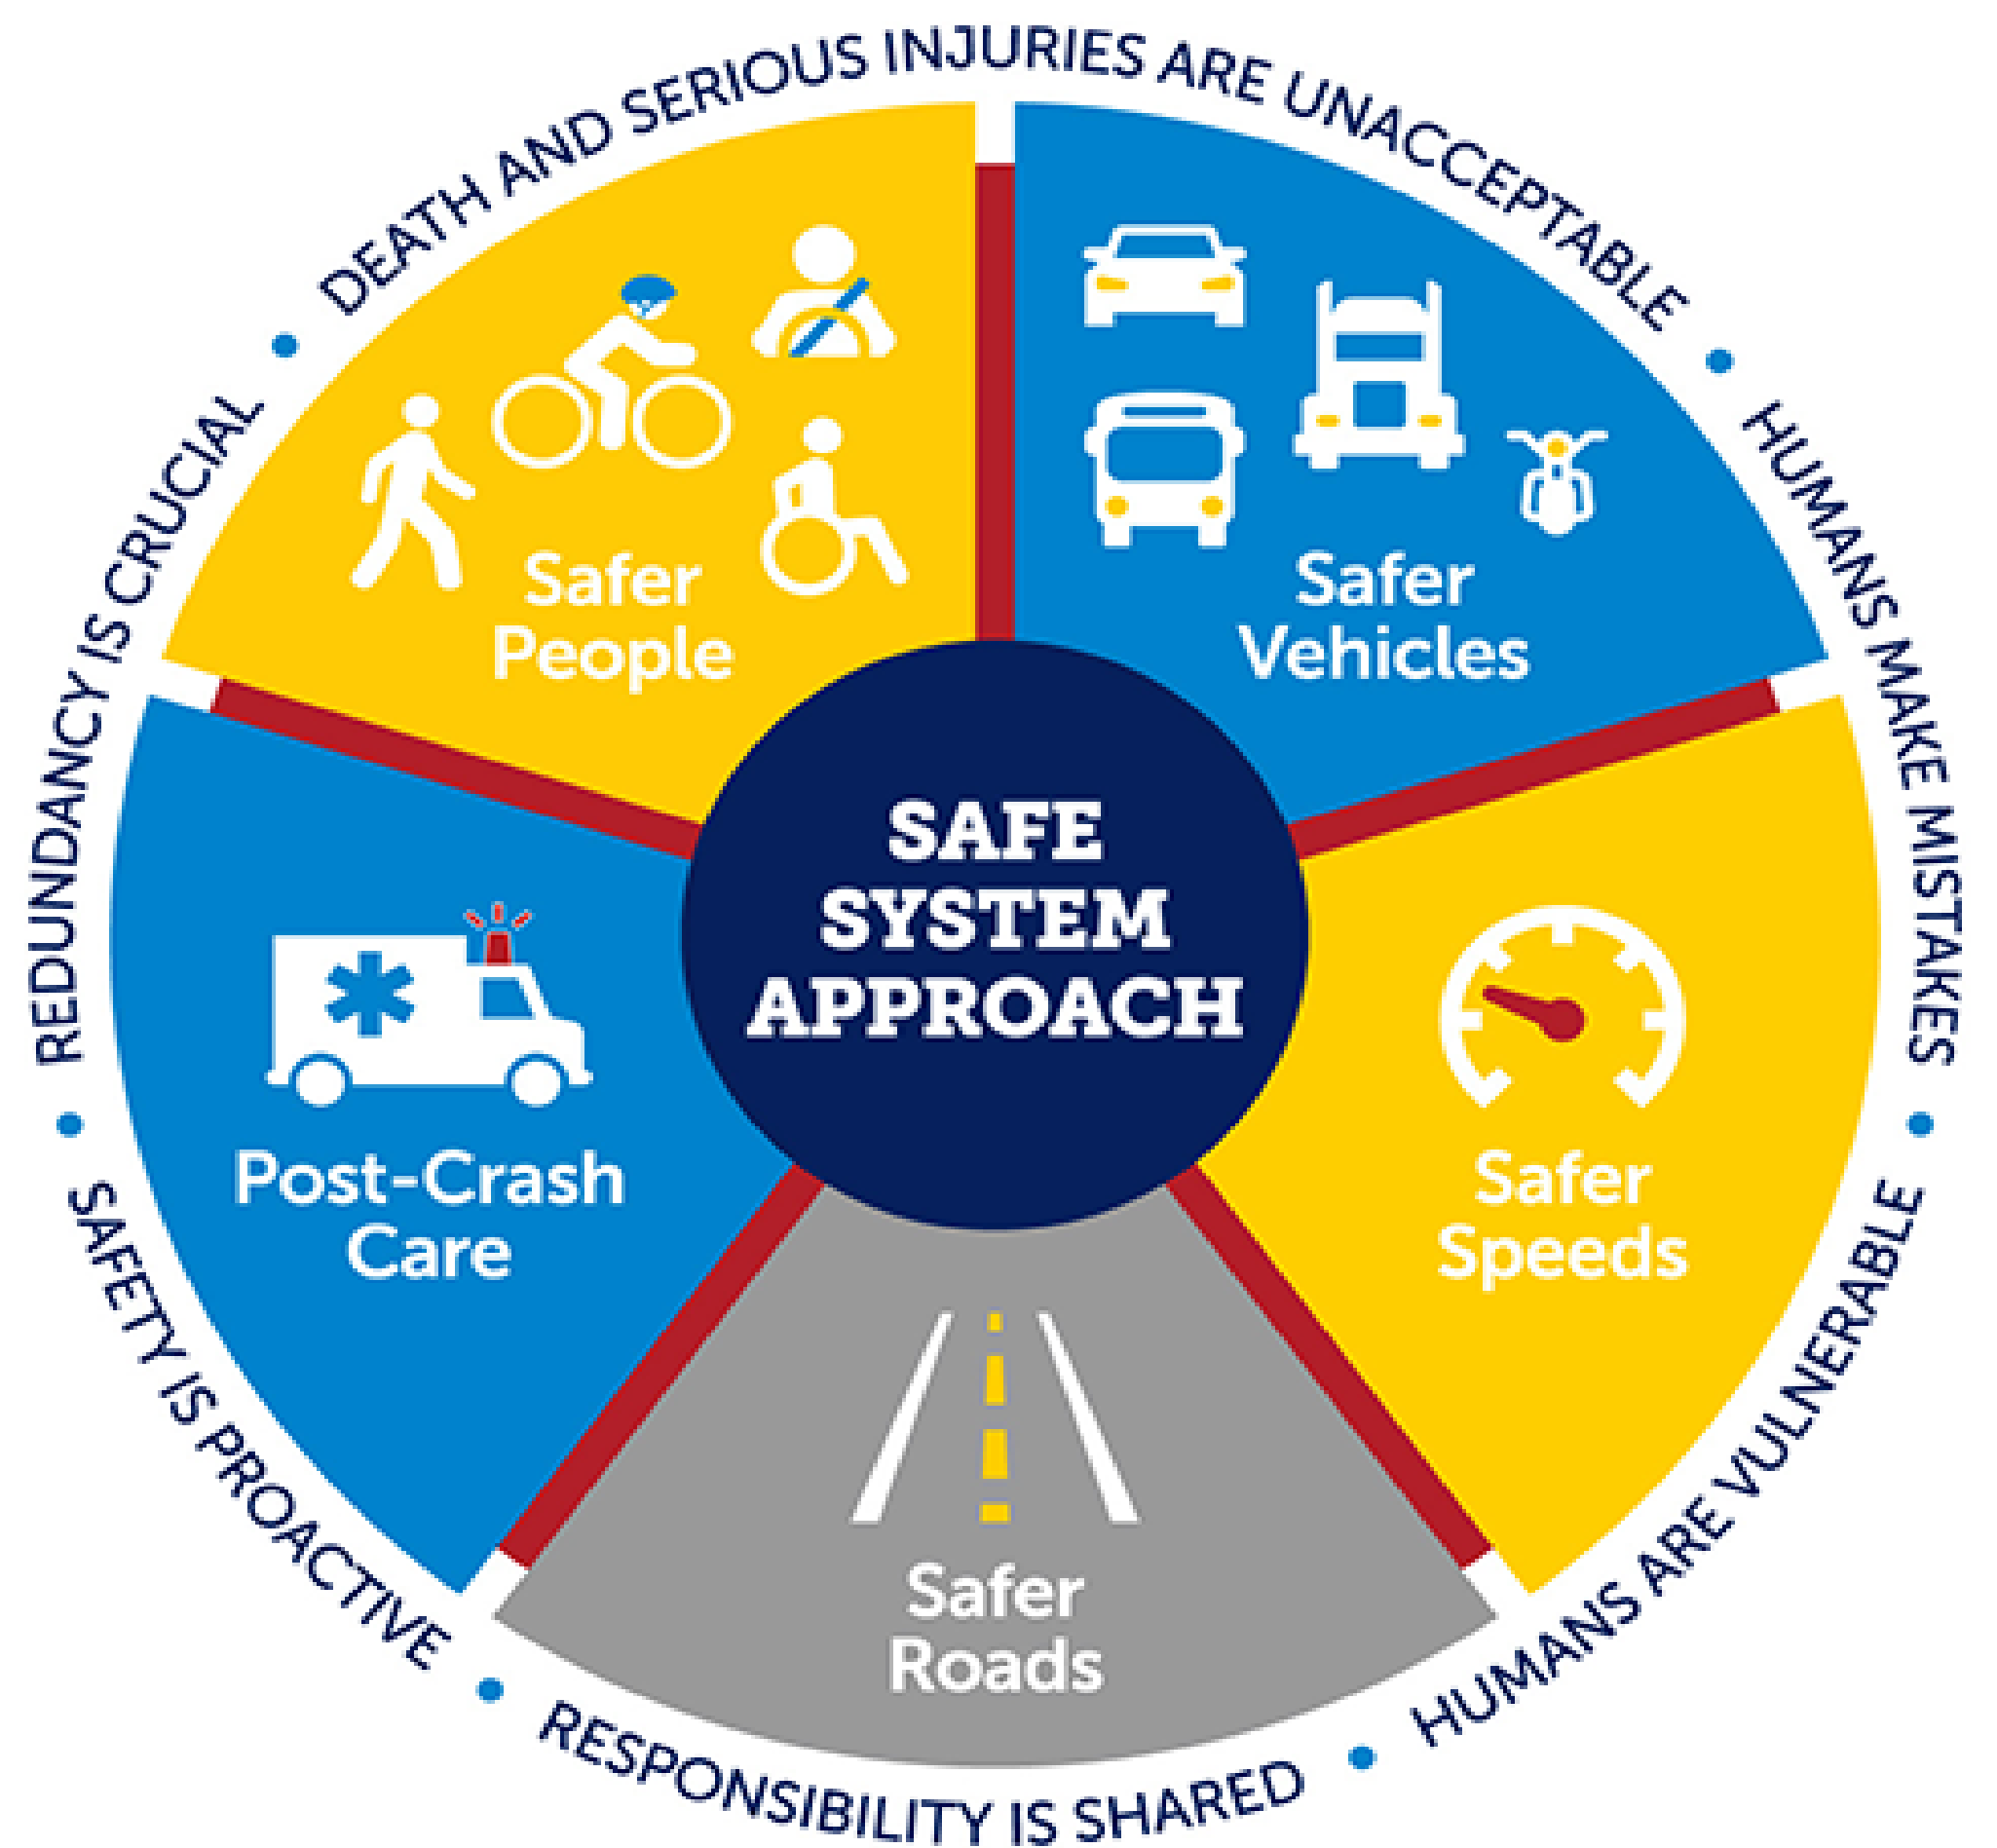 DEATH AND SERIOUS INJURIES ARE UNACCEPTABLE
HUMANS MAKE MISTAKES
HUMANS ARE VULNERABLE
RESPONSIBILITY IS SHARED
SAFETY IS PROACTIVE
REDUNDANCY IS CRUCIAL
Safer
People
Safer
Vehicles
SAFE
SYSTEM
APPROACH
Post-Crash
Care
Safer
Speeds
Safer
Roads